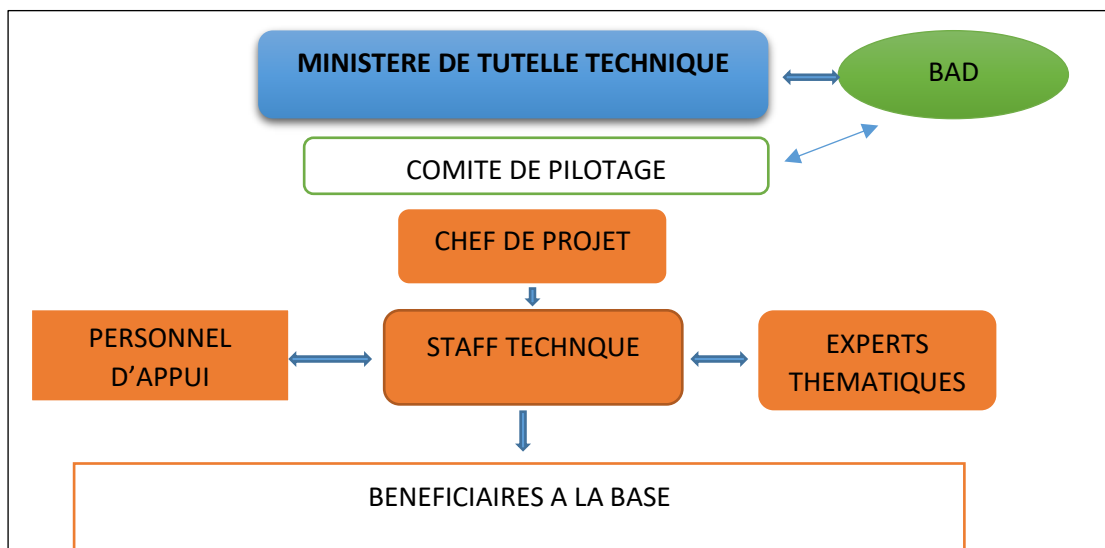 MINISTERE DE TUTELLE TECHNIQUE
BAD
COMITE DE PILOTAGE
CHEF DE PROJET
PERSONNEL
D’APPUI
STAFF TECHNQUE
EXPERTS
THEMATIQUES
BENEFICIAIRES A LA BASE